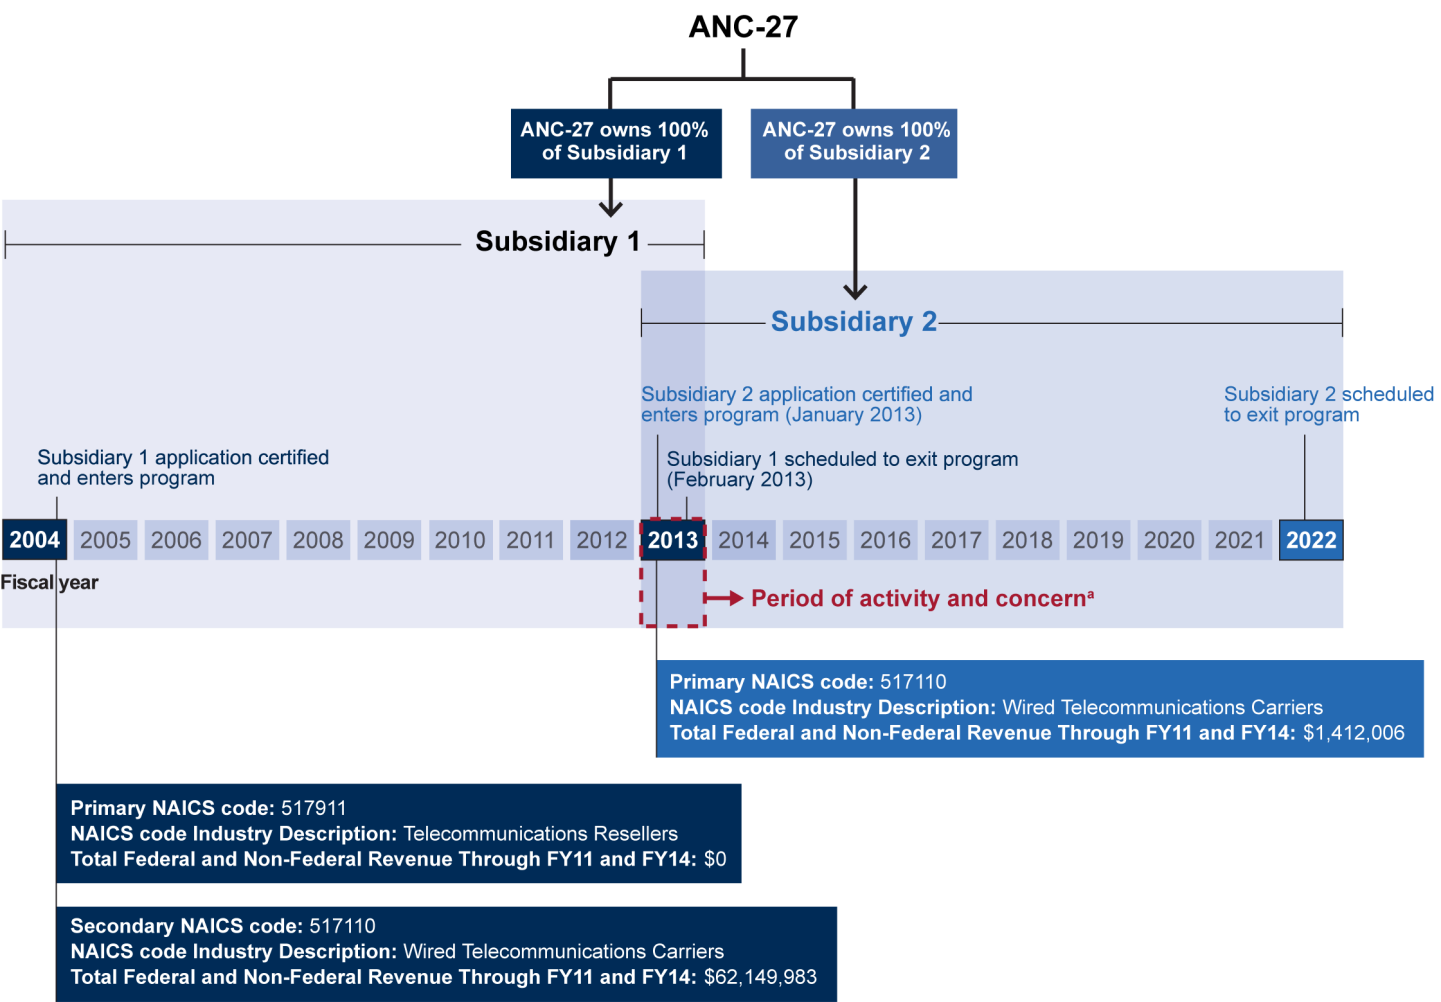 ANC-27
ANC-27 owns 100%
of Subsidiary 1
ANC-27 owns 100%
of Subsidiary 2
Subsidiary 1
Subsidiary 2
Subsidiary 2 application certified and
enters program (January 2013)
Subsidiary 2 scheduled
to exit program
Subsidiary 1 application certified
and enters program
Subsidiary 1 scheduled to exit program
(February 2013)
2004 2005 2006 2007 2008 2009 2010 2011 2012 2013 2014 2015 2016 2017 2018 2019 2020 2021 2022
Fiscal year
Period of activity and concernᵃ
Primary NAICS code: 517110
NAICS code Industry Description: Wired Telecommunications Carriers
Total Federal and Non-Federal Revenue Through FY11 and FY14: $1,412,006
Primary NAICS code: 517911
NAICS code Industry Description: Telecommunications Resellers
Total Federal and Non-Federal Revenue Through FY11 and FY14: $0
Secondary NAICS code: 517110
NAICS code Industry Description: Wired Telecommunications Carriers
Total Federal and Non-Federal Revenue Through FY11 and FY14: $62,149,983